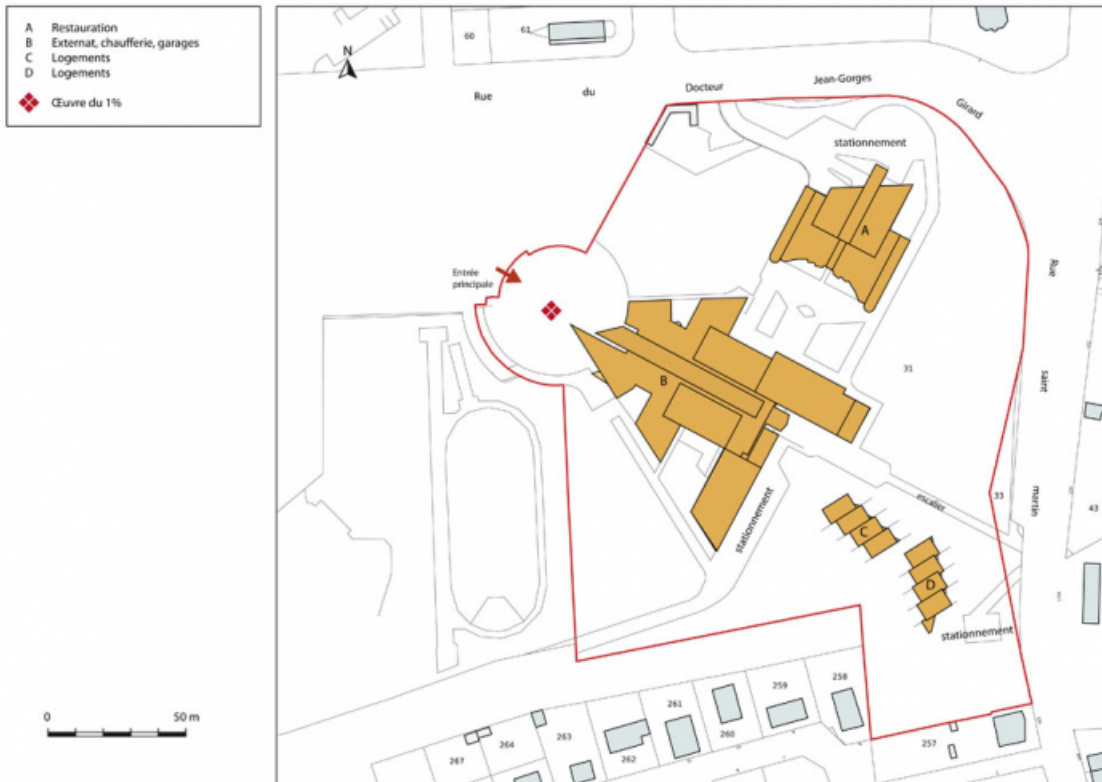 A Restauration
B Externat, chaufferie, garages
C Logements
D Logements
Œuvre du 1%
N
60
61
Rue du Docteur Jean-Gorges Girard
stationnement
A
Entrée
principale
Rue saint martin
B
31
33
43
escalier
stationnement
C
D
stationnement
258
259
261
260
263
262
264
267
257
0 50 m